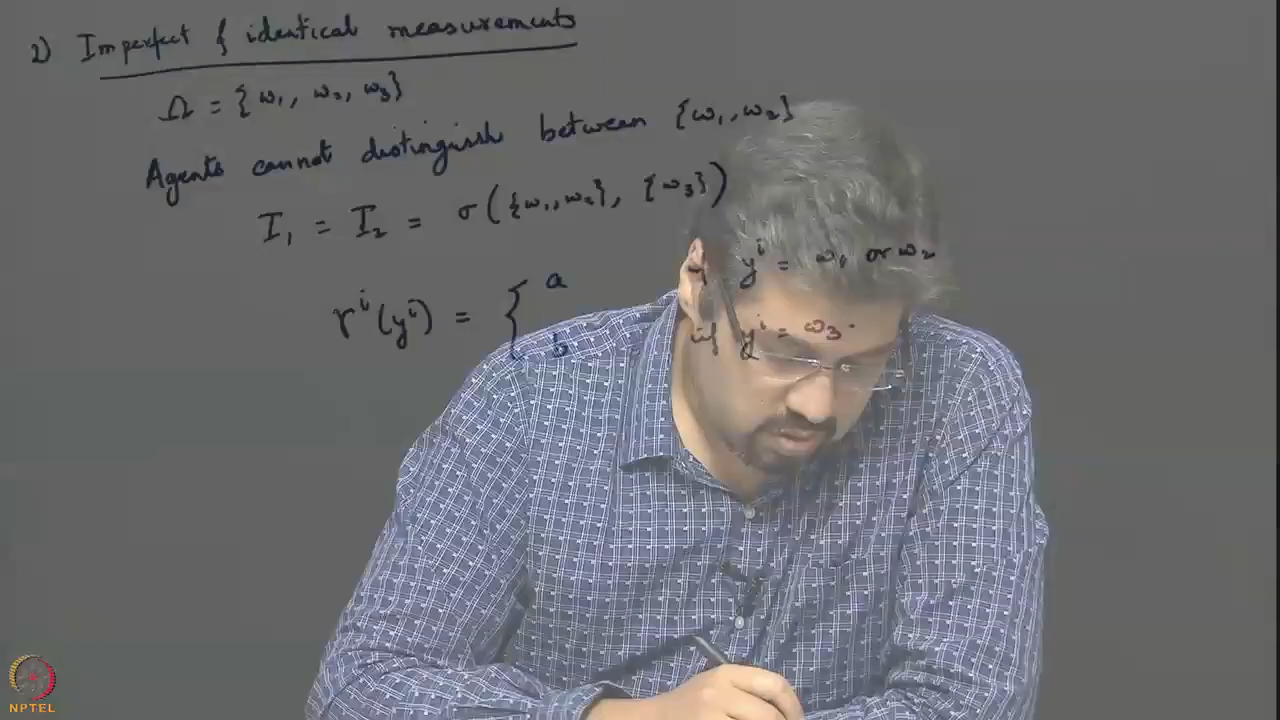 2) Imperfect & identical measurements
Ω = {ω₁, ω₂, ω₃}
Agents cannot distinguish between {ω₁, ω₂}
I₁ = I₂ = σ({ω₁, ω₂}, {ω₃})
γⁱ(yⁱ) = { a if yⁱ = ω₁ or ω₂
b if yⁱ = ω₃.
NPTEL